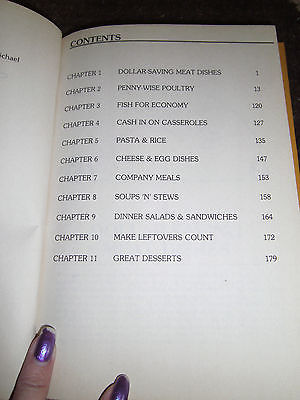 ichael
CONTENTS
CHAPTER 1 DOLLAR-SAVING MEAT DISHES 1
CHAPTER 2 PENNY-WISE POULTRY 13
CHAPTER 3 FISH FOR ECONOMY 120
CHAPTER 4 CASH IN ON CASSEROLES 127
CHAPTER 5 PASTA & RICE 135
CHAPTER 6 CHEESE & EGG DISHES 147
CHAPTER 7 COMPANY MEALS 153
CHAPTER 8 SOUPS 'N' STEWS 158
CHAPTER 9 DINNER SALADS & SANDWICHES 164
CHAPTER 10 MAKE LEFTOVERS COUNT 172
CHAPTER 11 GREAT DESSERTS 179